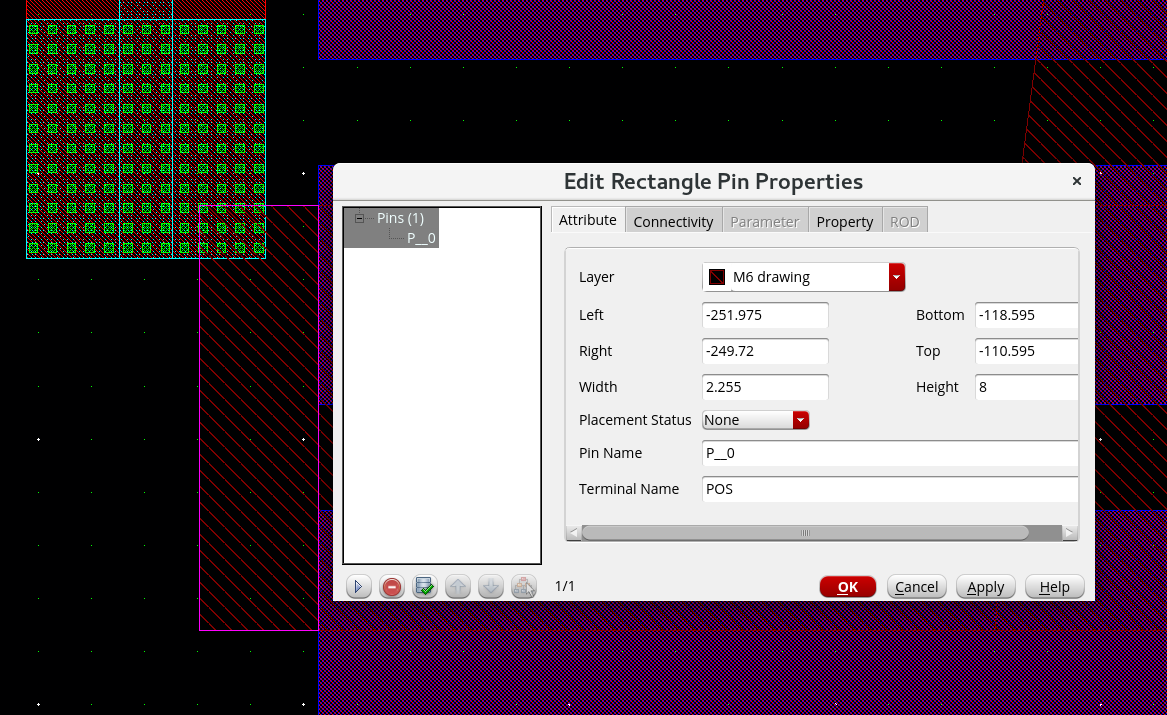 Edit Rectangle Pin Properties
Pins (1)
P__0
Attribute Connectivity Parameter Property ROD
Layer M6 drawing
Left -251.975 Bottom -118.595
Right -249.72 Top -110.595
Width 2.255 Height 8
Placement Status None
Pin Name P__0
Terminal Name POS
1/1 OK Cancel Apply Help